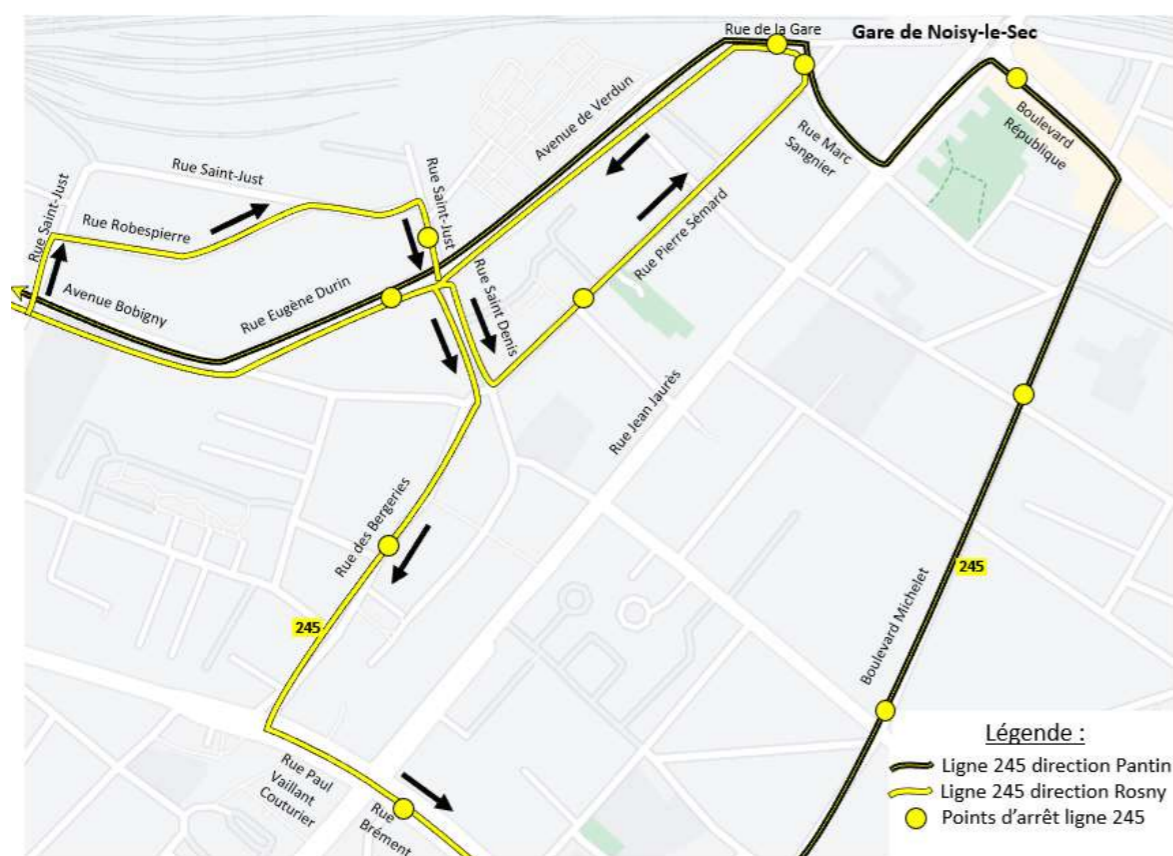 Rue de la Gare
Gare de Noisy-le-Sec
Avenue de Verdun
Boulevard
République
Rue Marc
Sangnier
Rue Saint-Just
Rue Saint-Just
Rue Saint-Just
Rue Robespierre
Rue Pierre Sémard
Avenue Bobigny
Rue Eugène Durin
Rue Saint Denis
Rue Jean Jaurès
Rue des Bergeries
245
245
Boulevard Michelet
Rue Paul
Vaillant
Couturier
Rue
Brément
Légende :
Ligne 245 direction Pantin
Ligne 245 direction Rosny
Points d'arrêt ligne 245